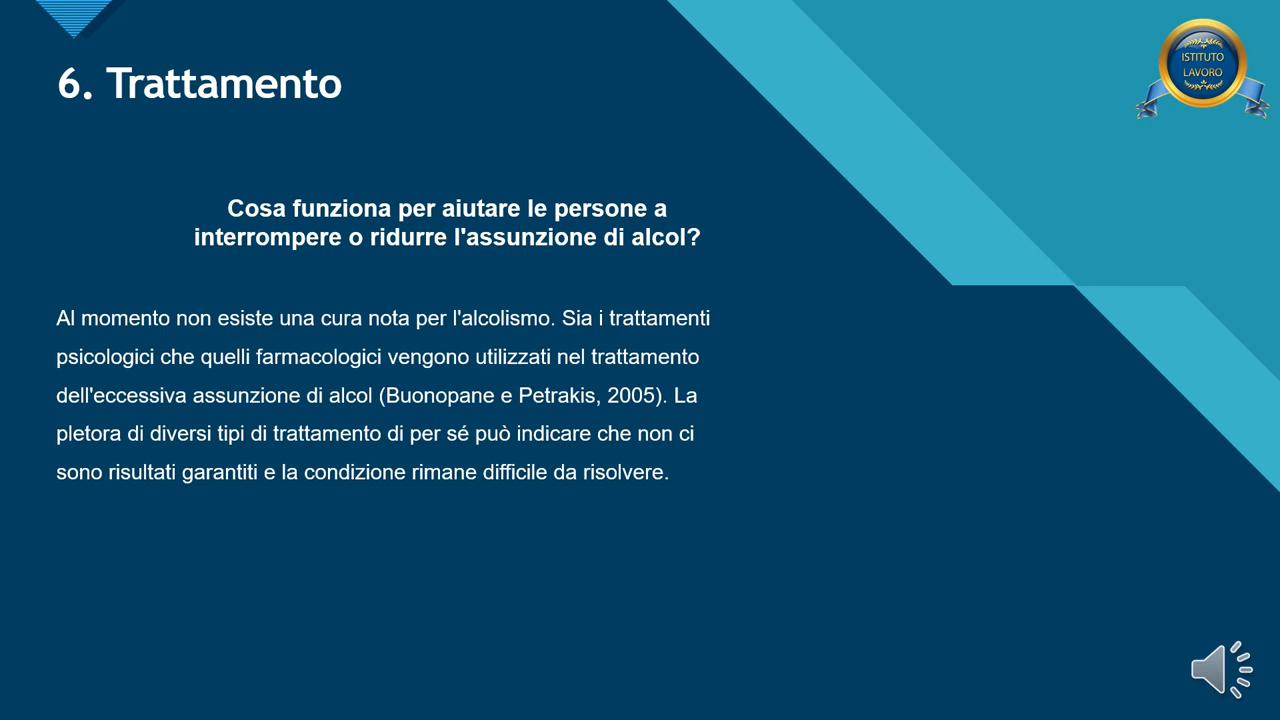 6. Trattamento
ISTITUTO
LAVORO
Cosa funziona per aiutare le persone a
interrompere o ridurre l'assunzione di alcol?
Al momento non esiste una cura nota per l'alcolismo. Sia i trattamenti
psicologici che quelli farmacologici vengono utilizzati nel trattamento
dell'eccessiva assunzione di alcol (Buonopane e Petrakis, 2005). La
pletora di diversi tipi di trattamento di per sé può indicare che non ci
sono risultati garantiti e la condizione rimane difficile da risolvere.